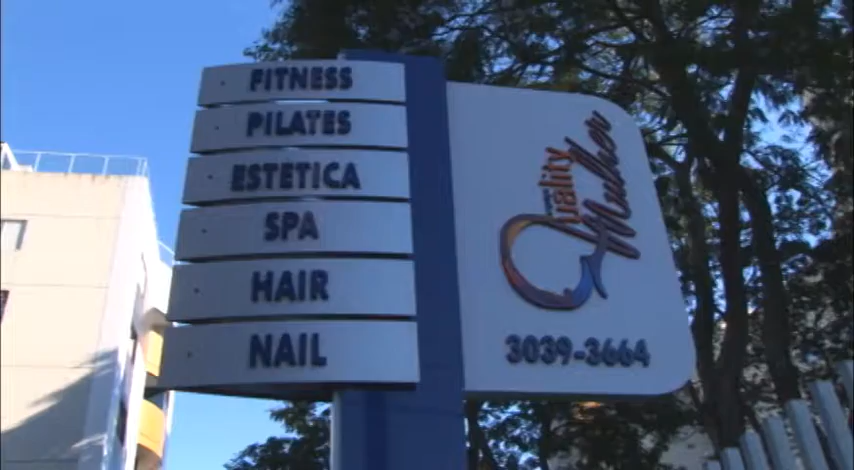 FITNESS
PILATES
ESTETICA
SPA
HAIR
NAIL
Quality
Mulher
3039-3664